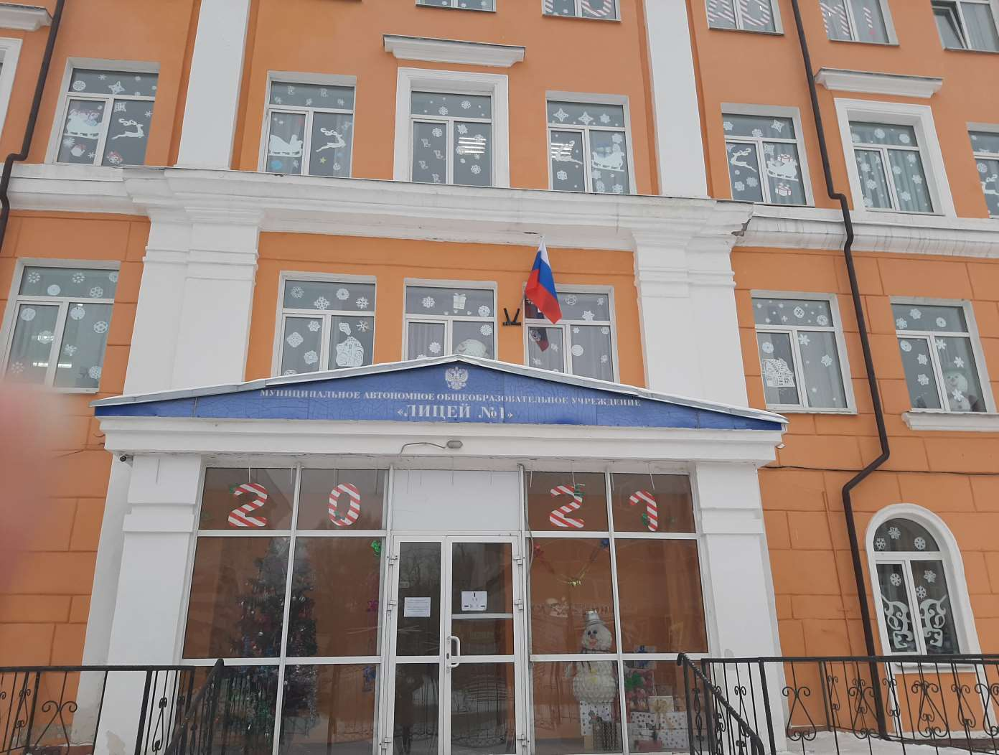 МУНИЦИПАЛЬНОЕ АВТОНОМНОЕ ОБЩЕОБРАЗОВАТЕЛЬНОЕ УЧРЕЖДЕНИЕ
«ЛИЦЕЙ №1»
2021